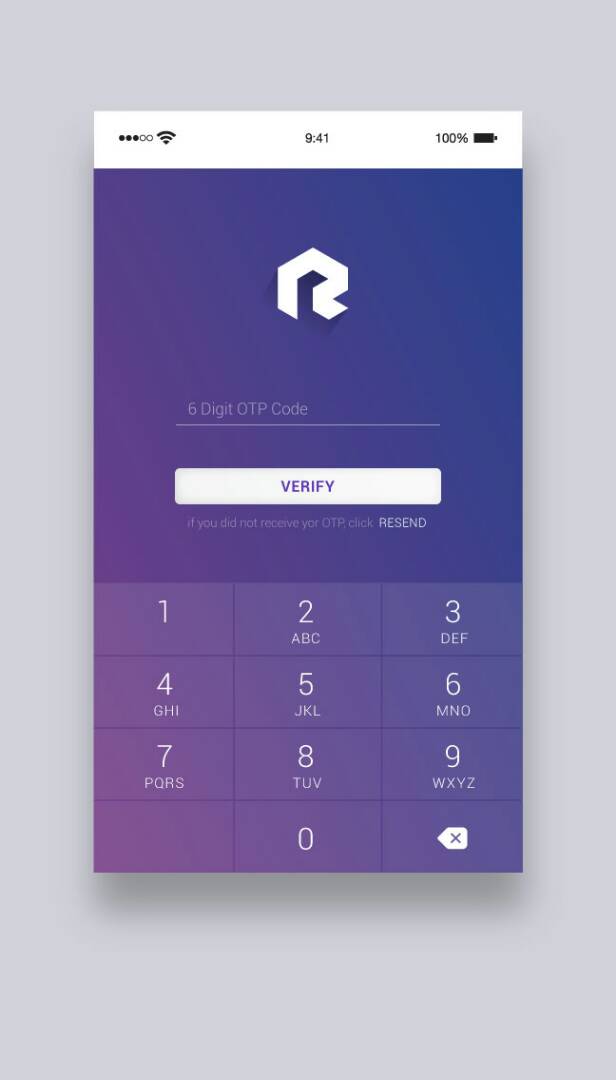 9:41
100%
6 Digit OTP Code
VERIFY
if you did not receive yor OTP, click RESEND
1 2 3
ABC DEF
4 5 6
GHI JKL MNO
7 8 9
PQRS TUV WXYZ
0